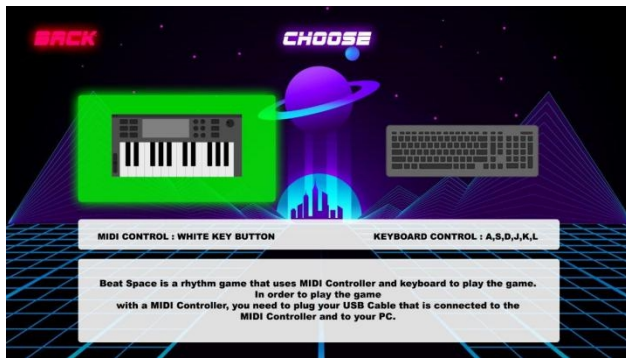 BACK
CHOOSE
MIDI CONTROL : WHITE KEY BUTTON
KEYBOARD CONTROL : A,S,D,J,K,L
Beat Space is a rhythm game that uses MIDI Controller and keyboard to play the game.
In order to play the game
with a MIDI Controller, you need to plug your USB Cable that is connected to the
MIDI Controller and to your PC.